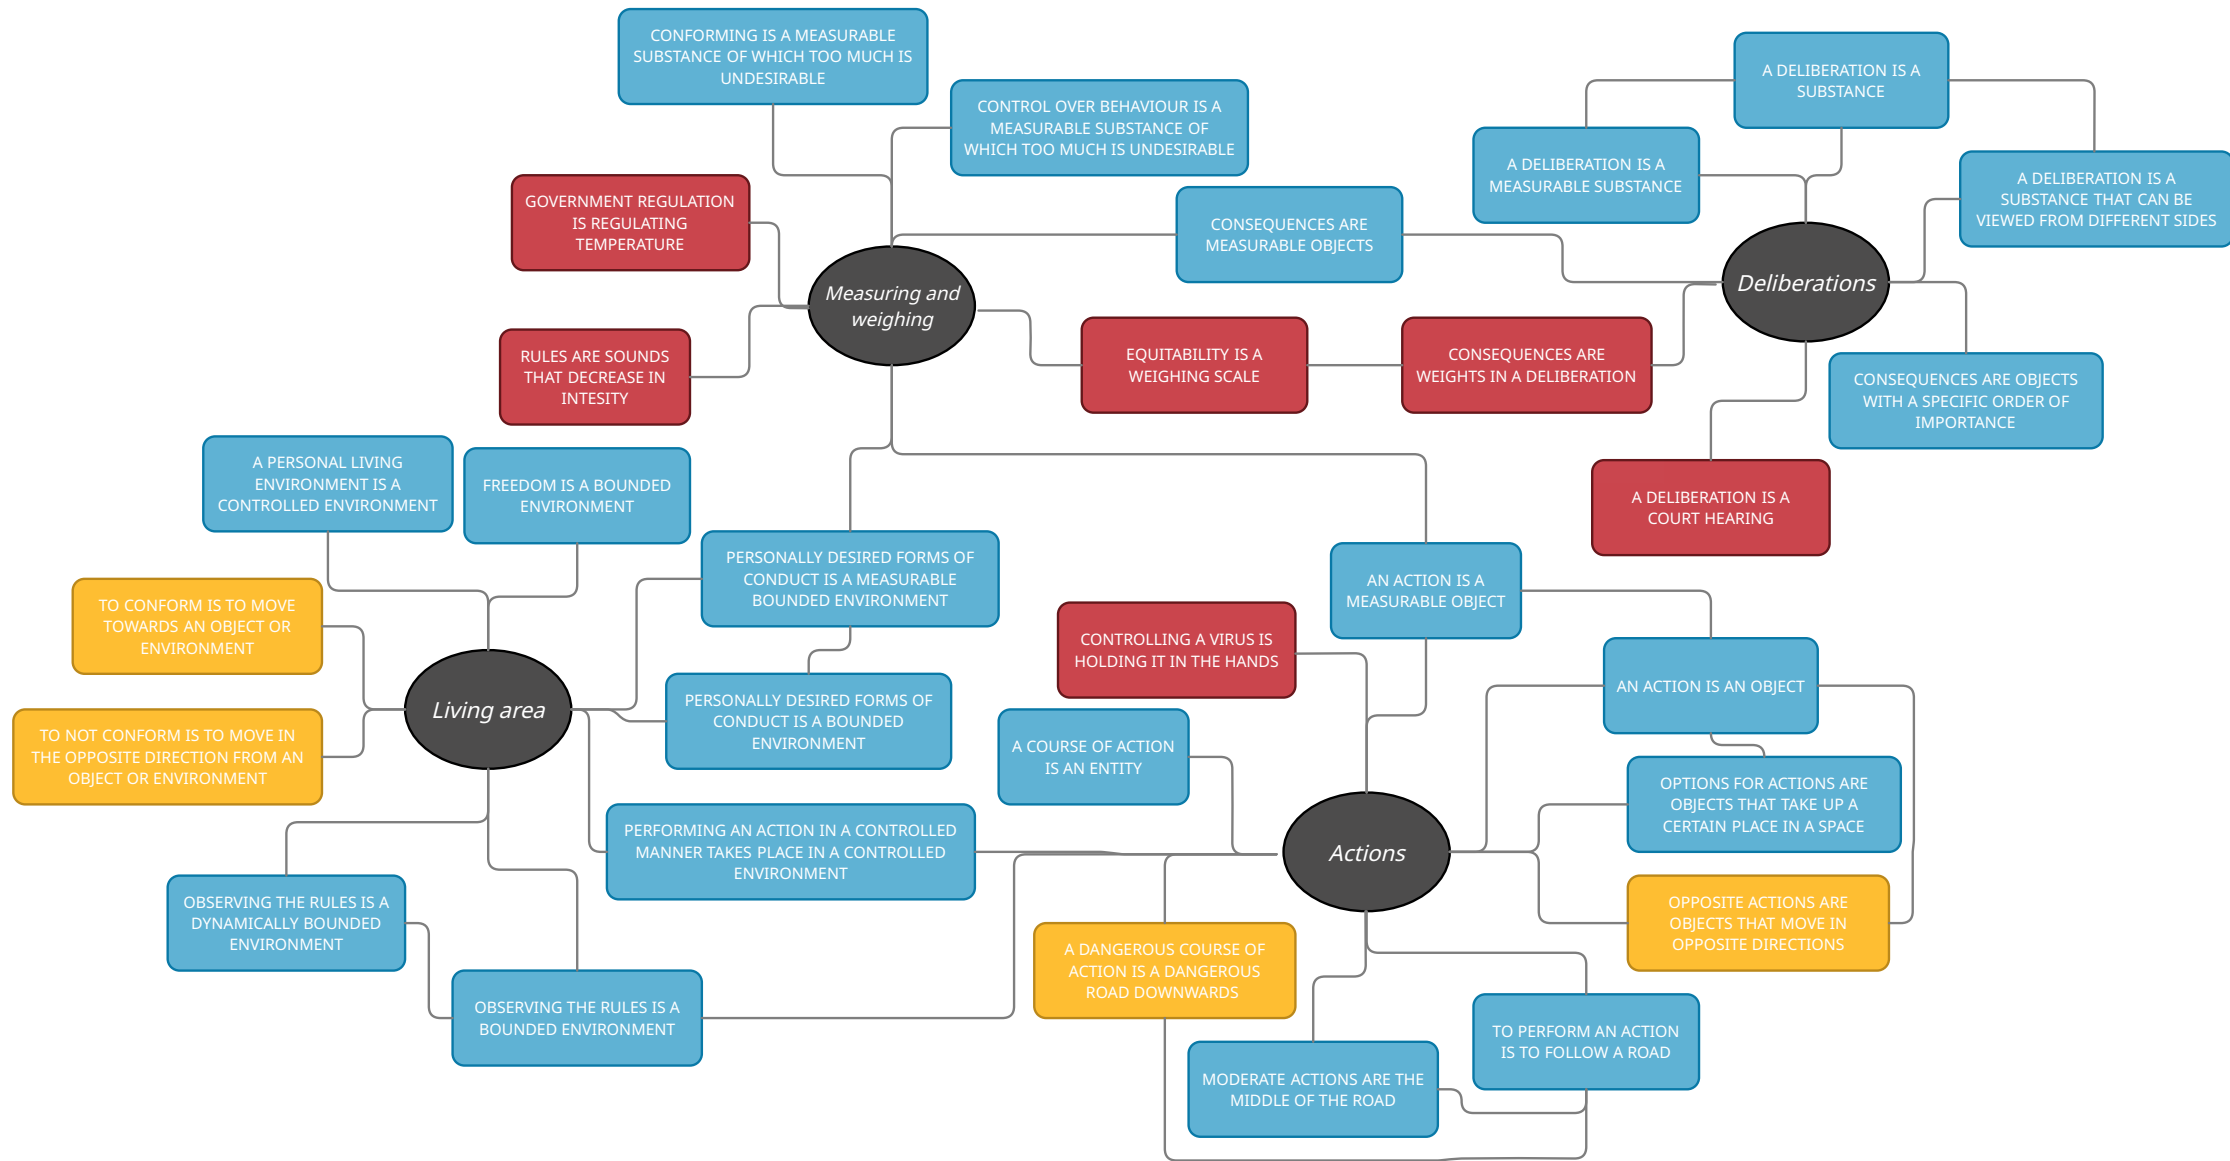 CONFORMING IS A MEASURABLE
SUBSTANCE OF WHICH TOO MUCH IS
UNDESIRABLE
CONTROL OVER BEHAVIOUR IS A
MEASURABLE SUBSTANCE OF
WHICH TOO MUCH IS UNDESIRABLE
A DELIBERATION IS A
SUBSTANCE
A DELIBERATION IS A
MEASURABLE SUBSTANCE
A DELIBERATION IS A
SUBSTANCE THAT CAN BE
VIEWED FROM DIFFERENT SIDES
GOVERNMENT REGULATION
IS REGULATING
TEMPERATURE
CONSEQUENCES ARE
MEASURABLE OBJECTS
Measuring and
weighing
Deliberations
RULES ARE SOUNDS
THAT DECREASE IN
INTESITY
EQUITABILITY IS A
WEIGHING SCALE
CONSEQUENCES ARE
WEIGHTS IN A DELIBERATION
CONSEQUENCES ARE OBJECTS
WITH A SPECIFIC ORDER OF
IMPORTANCE
A DELIBERATION IS A
COURT HEARING
A PERSONAL LIVING
ENVIRONMENT IS A
CONTROLLED ENVIRONMENT
FREEDOM IS A BOUNDED
ENVIRONMENT
PERSONALLY DESIRED FORMS OF
CONDUCT IS A MEASURABLE
BOUNDED ENVIRONMENT
AN ACTION IS A
MEASURABLE OBJECT
TO CONFORM IS TO MOVE
TOWARDS AN OBJECT OR
ENVIRONMENT
CONTROLLING A VIRUS IS
HOLDING IT IN THE HANDS
AN ACTION IS AN OBJECT
Living area
PERSONALLY DESIRED FORMS OF
CONDUCT IS A BOUNDED
ENVIRONMENT
TO NOT CONFORM IS TO MOVE IN
THE OPPOSITE DIRECTION FROM AN
OBJECT OR ENVIRONMENT
A COURSE OF ACTION
IS AN ENTITY
OPTIONS FOR ACTIONS ARE
OBJECTS THAT TAKE UP A
CERTAIN PLACE IN A SPACE
PERFORMING AN ACTION IN A CONTROLLED
MANNER TAKES PLACE IN A CONTROLLED
ENVIRONMENT
Actions
OBSERVING THE RULES IS A
DYNAMICALLY BOUNDED
ENVIRONMENT
OPPOSITE ACTIONS ARE
OBJECTS THAT MOVE IN
OPPOSITE DIRECTIONS
A DANGEROUS COURSE OF
ACTION IS A DANGEROUS
ROAD DOWNWARDS
OBSERVING THE RULES IS A
BOUNDED ENVIRONMENT
TO PERFORM AN ACTION
IS TO FOLLOW A ROAD
MODERATE ACTIONS ARE THE
MIDDLE OF THE ROAD